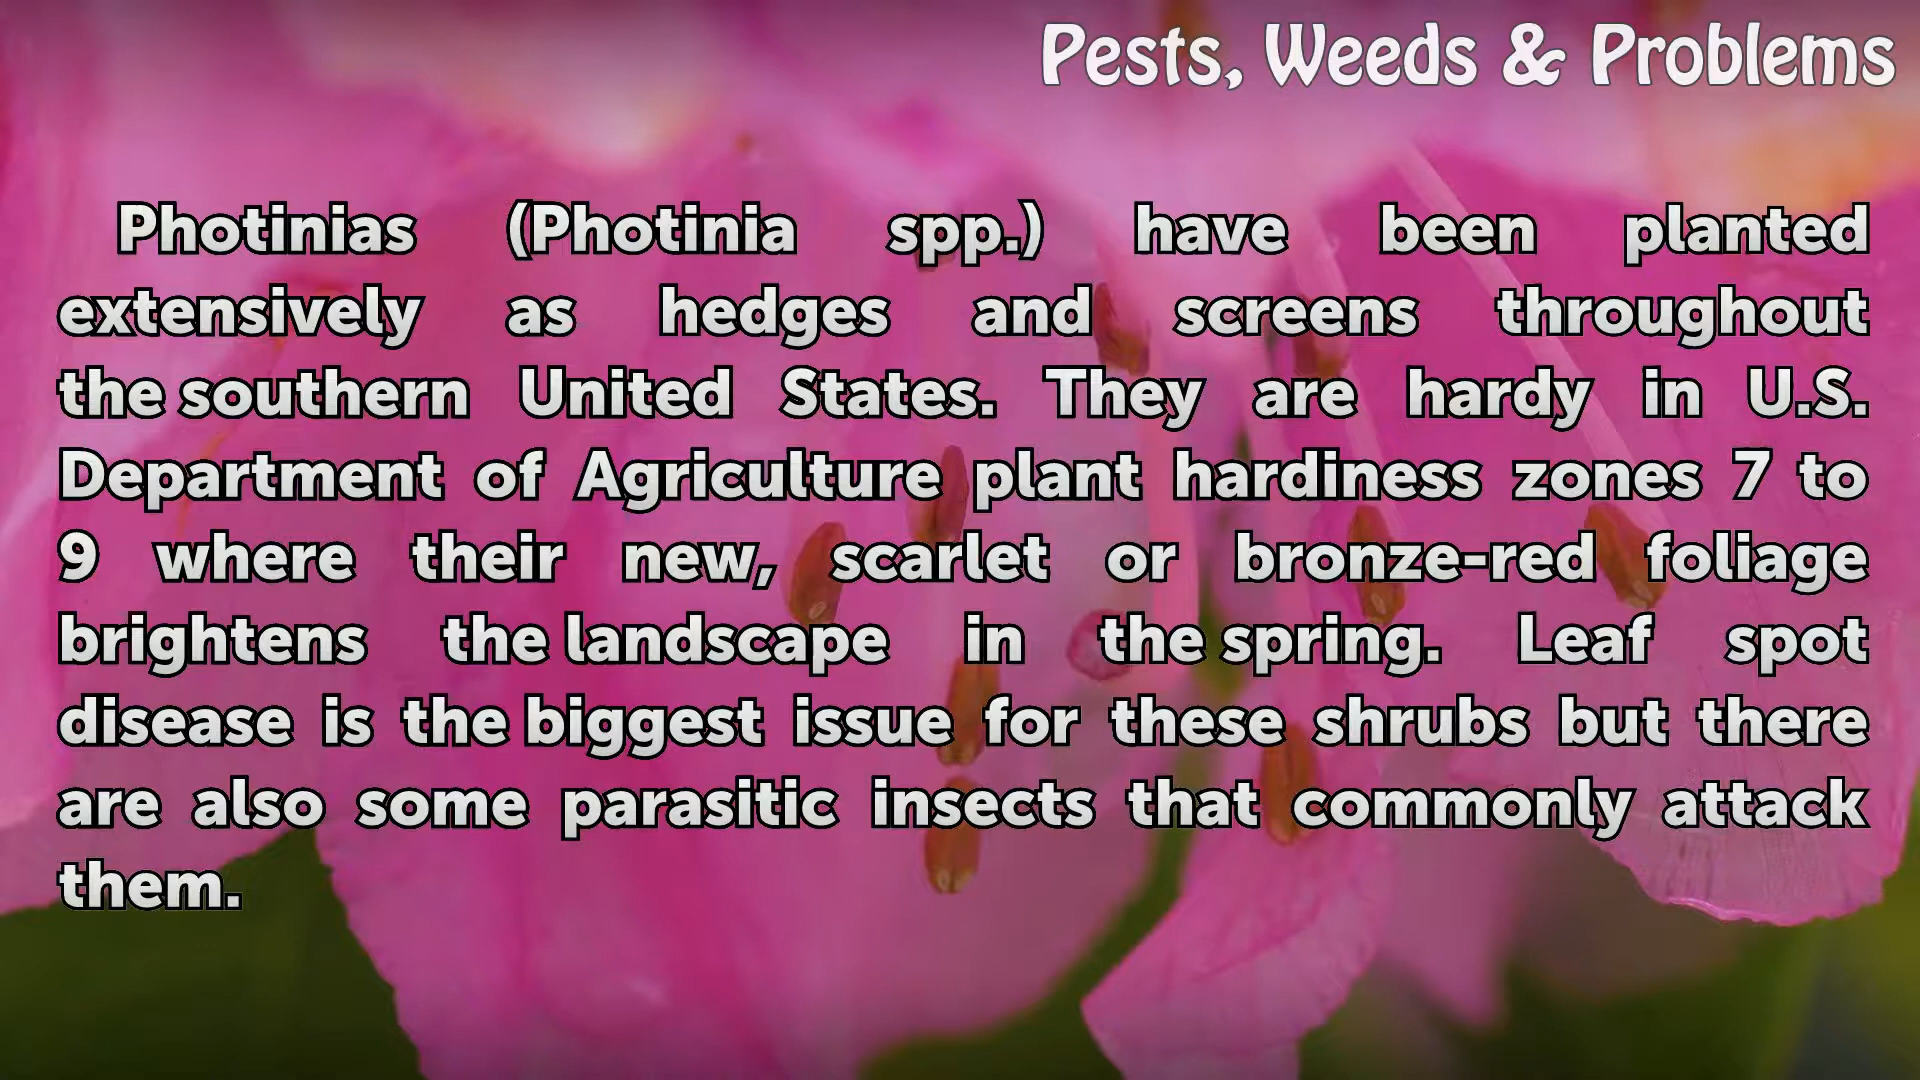 Pests, Weeds & Problems
Photinias (Photinia spp.) have been planted
extensively as hedges and screens throughout
the southern United States. They are hardy in U.S.
Department of Agriculture plant hardiness zones 7 to
9 where their new, scarlet or bronze-red foliage
brightens the landscape in the spring. Leaf spot
disease is the biggest issue for these shrubs but there
are also some parasitic insects that commonly attack
them.